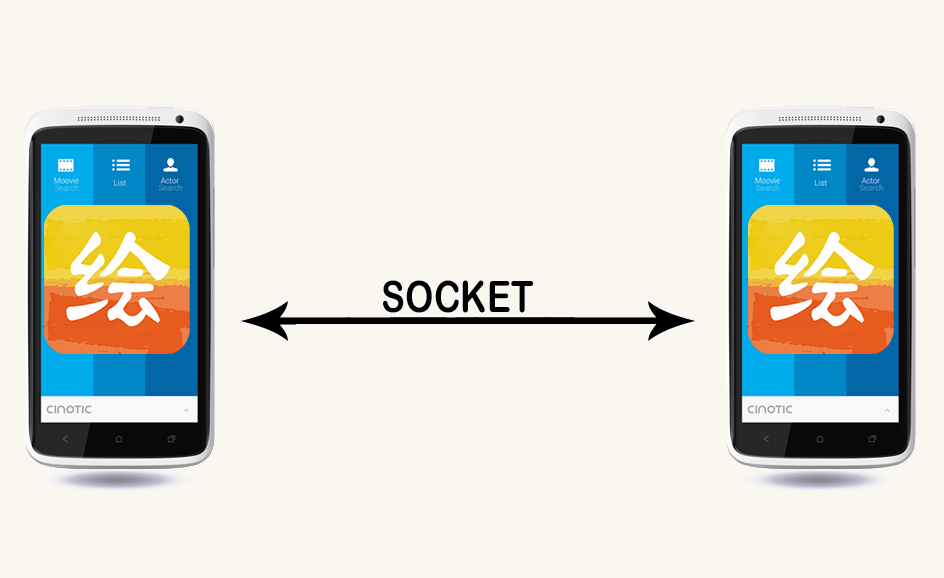 Moovie
Search
List
Actor
Search
绘
CINOTIC
SOCKET
Moovie
Search
List
Actor
Search
绘
CINOTIC